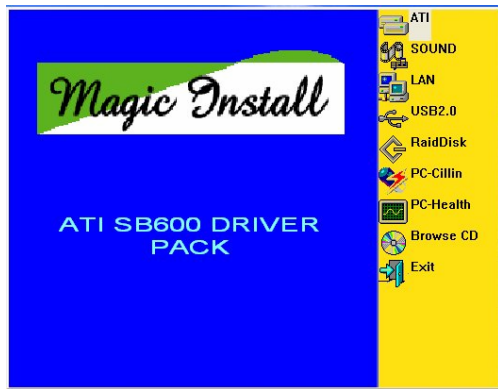 Magic Install
ATI SB600 DRIVER
PACK
ATI
SOUND
LAN
USB2.0
RaidDisk
PC-Cillin
PC-Health
Browse CD
Exit